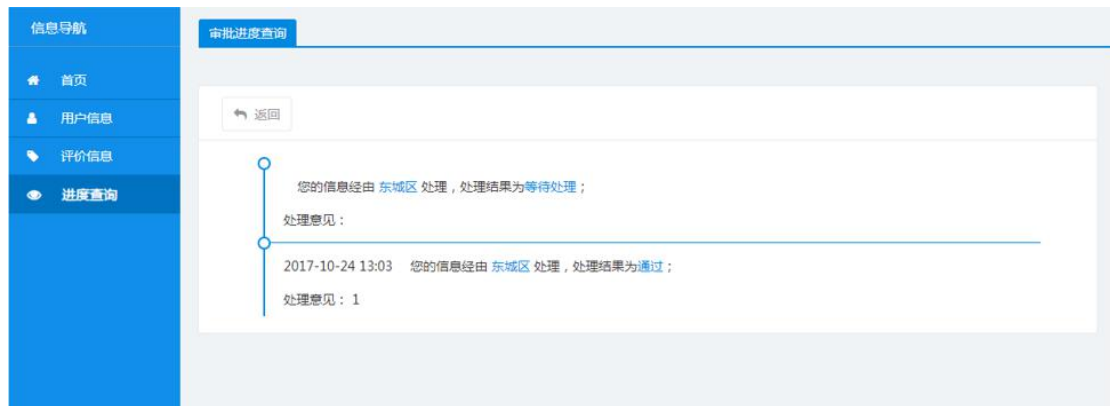 信息导航
首页
用户信息
评价信息
进度查询
审批进度查询
返回
您的信息经由 东城区 处理，处理结果为等待处理；
处理意见：
2017-10-24 13:03 您的信息经由 东城区 处理，处理结果为通过；
处理意见： 1